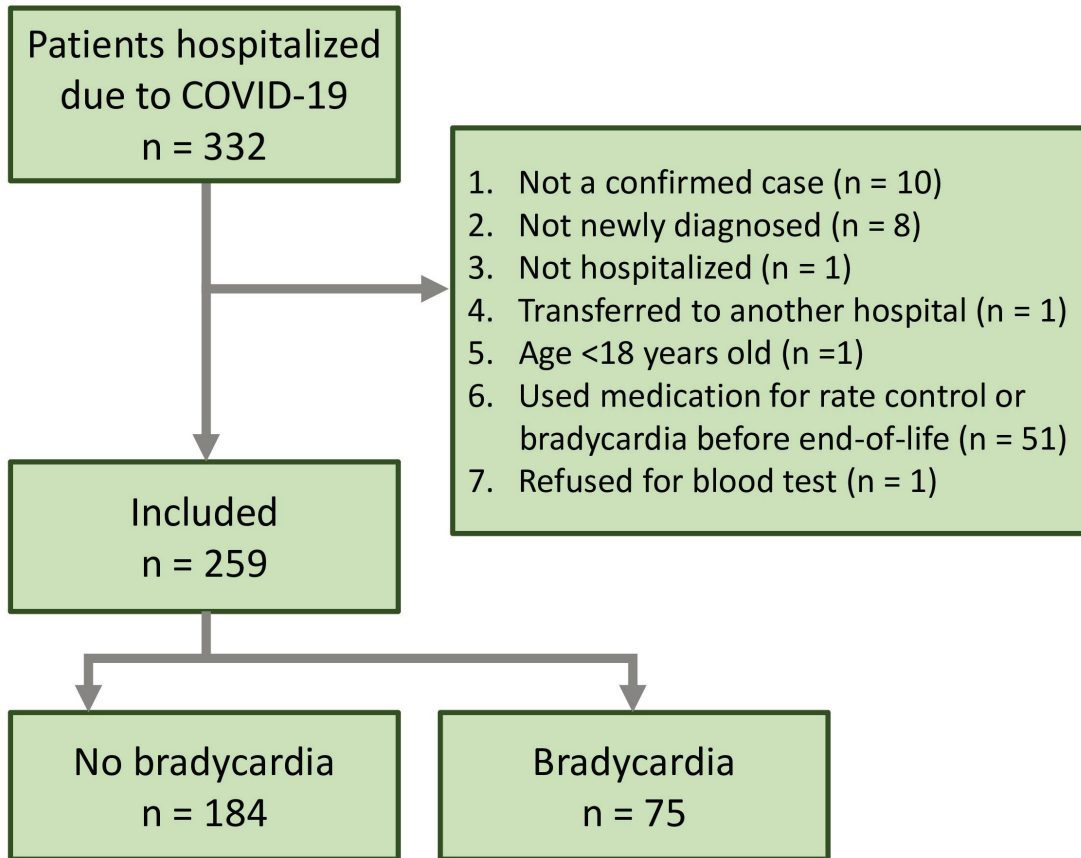 Patients hospitalized
due to COVID-19
n = 332
1. Not a confirmed case (n = 10)
2. Not newly diagnosed (n = 8)
3. Not hospitalized (n = 1)
4. Transferred to another hospital (n = 1)
5. Age <18 years old (n =1)
6. Used medication for rate control or
bradycardia before end-of-life (n = 51)
7. Refused for blood test (n = 1)
Included
n = 259
No bradycardia
n = 184
Bradycardia
n = 75